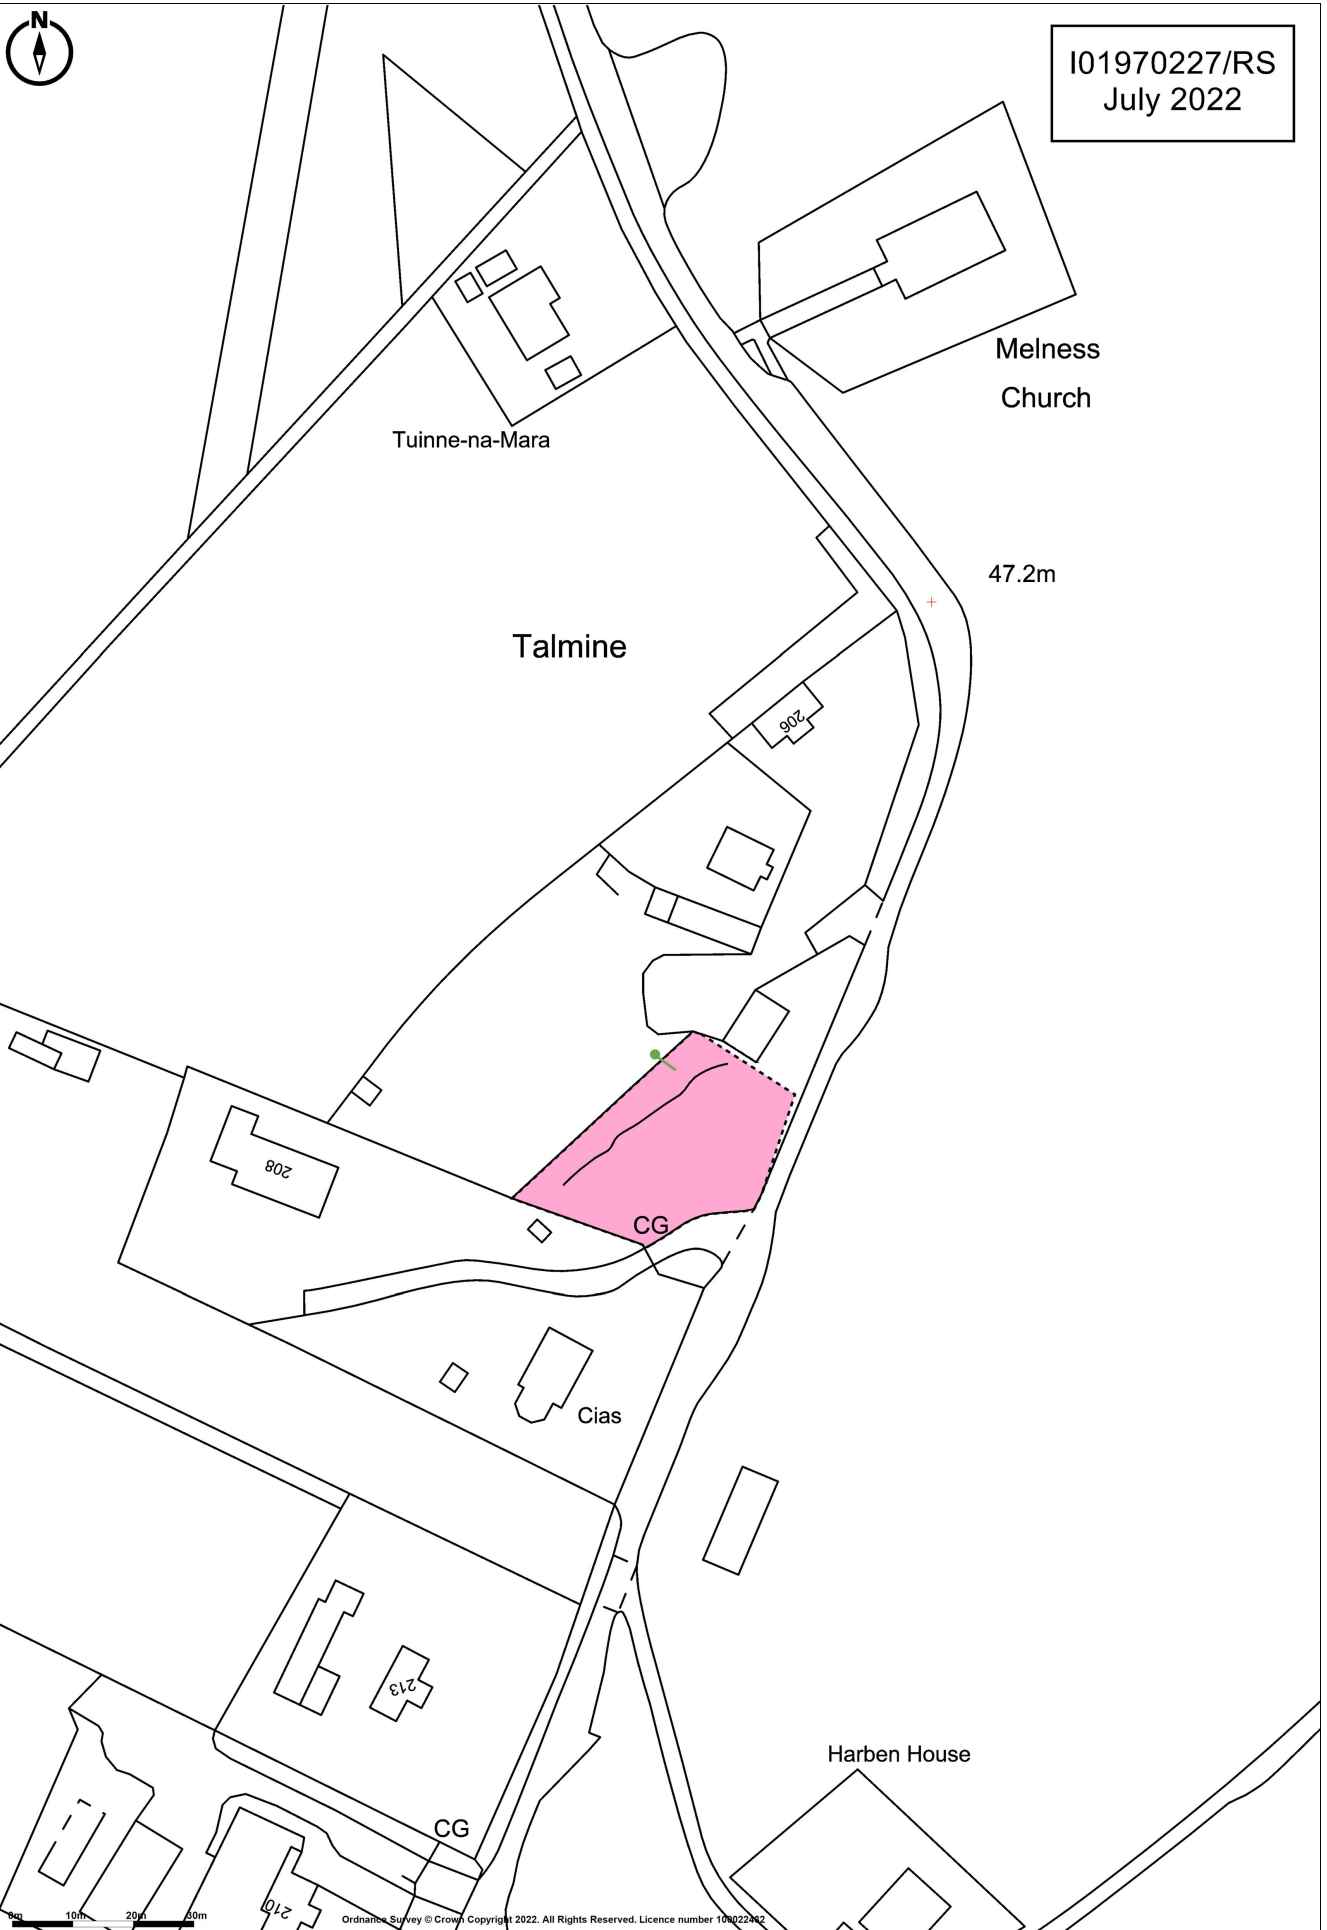 N
I01970227/RS
July 2022
Melness
Church
Tuinne-na-Mara
47.2m
Talmine
206
208
CG
Cias
213
Harben House
CG
210
0m 10m 20m 30m
Ordnance Survey © Crown Copyright 2022. All Rights Reserved. Licence number 100022432